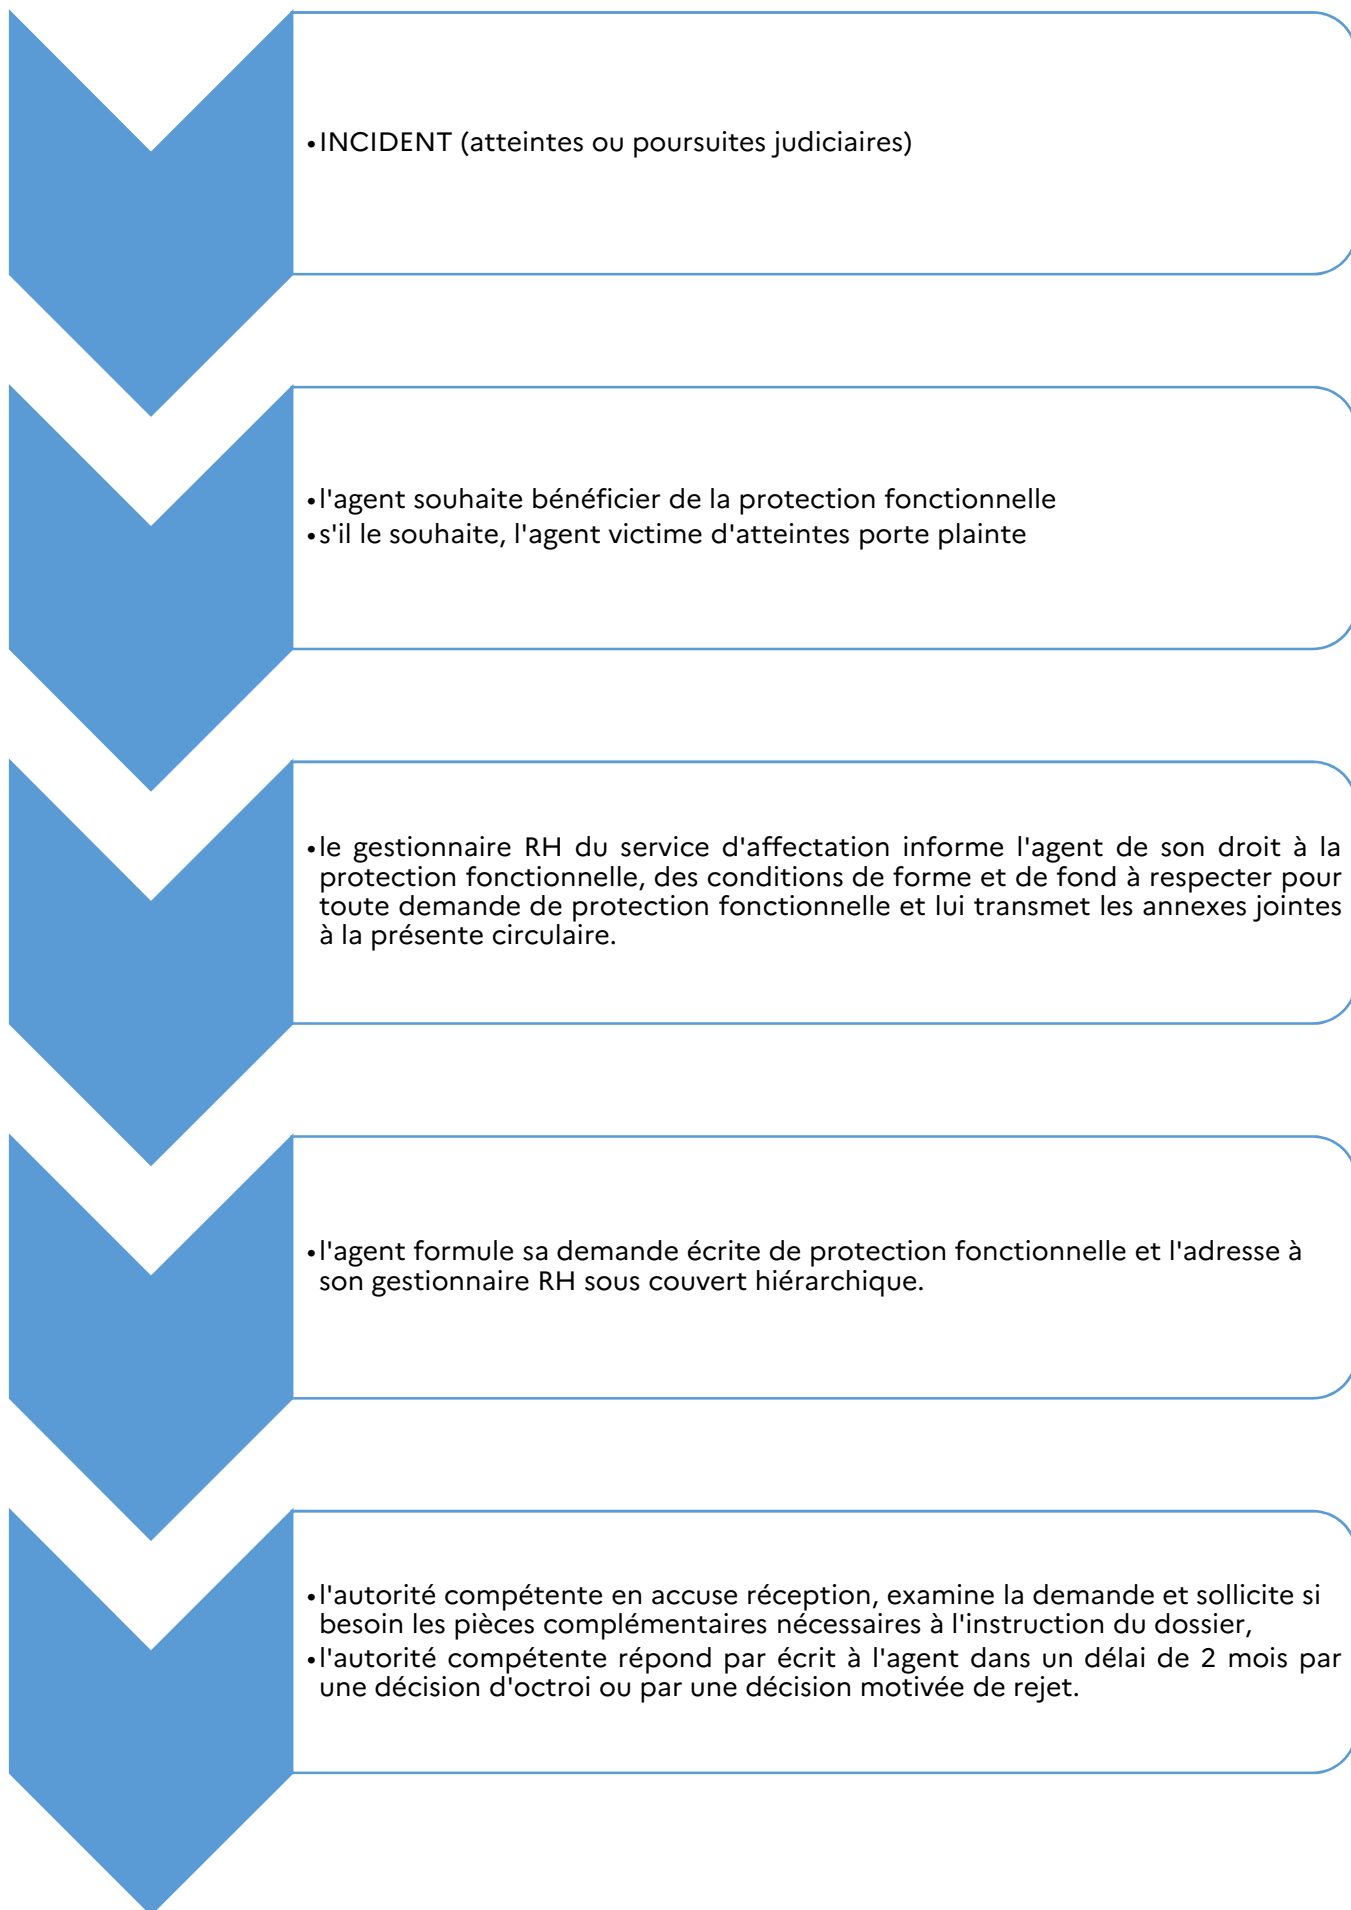 •INCIDENT (atteintes ou poursuites judiciaires)
•l'agent souhaite bénéficier de la protection fonctionnelle
•s'il le souhaite, l'agent victime d'atteintes porte plainte
•le gestionnaire RH du service d'affectation informe l'agent de son droit à la
protection fonctionnelle, des conditions de forme et de fond à respecter pour
toute demande de protection fonctionnelle et lui transmet les annexes jointes
à la présente circulaire.
•l'agent formule sa demande écrite de protection fonctionnelle et l'adresse à
son gestionnaire RH sous couvert hiérarchique.
•l'autorité compétente en accuse réception, examine la demande et sollicite si
besoin les pièces complémentaires nécessaires à l'instruction du dossier,
•l'autorité compétente répond par écrit à l'agent dans un délai de 2 mois par
une décision d'octroi ou par une décision motivée de rejet.